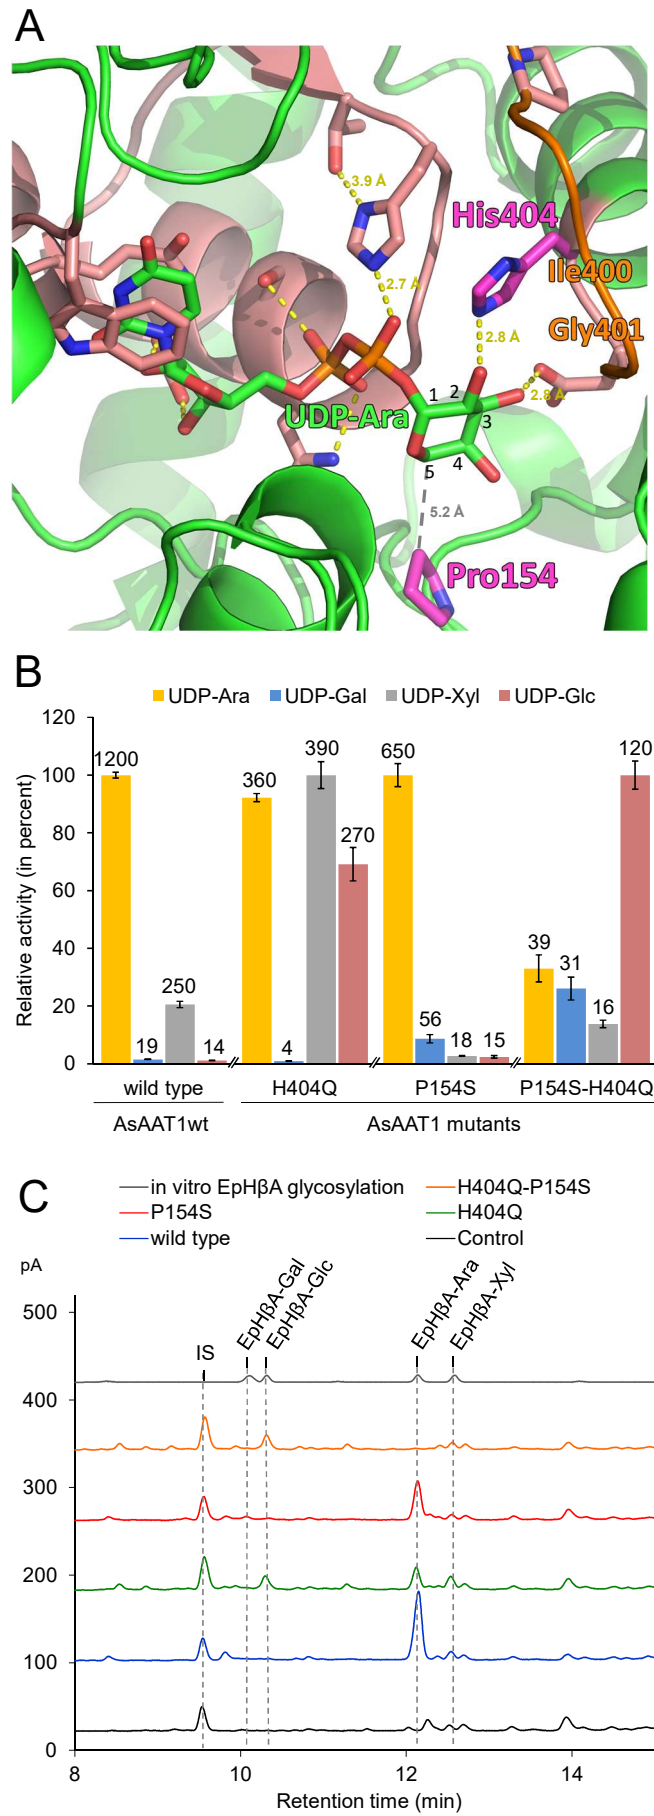 A
3.9 Å
His404
2.7 Å
Ile400
Gly401
2.8 Å
1
2
2.8 Å
UDP-Ara
3
4
5
5.2 Å
Pro154
B
UDP-Ara UDP-Gal UDP-Xyl UDP-Glc
Relative activity (in percent)
120
100
80
60
40
20
0
1200
19
250
14
360
4
390
270
650
56
18
15
39
31
16
120
wild type H404Q P154S P154S-H404Q
AsAAT1wt AsAAT1 mutants
C
in vitro EpHβA glycosylation H404Q-P154S
P154S H404Q
wild type Control
pA
500
400
300
200
100
0
IS
EpHβA-Gal
EpHβA-Glc
EpHβA-Ara
EpHβA-Xyl
8 10 12 14
Retention time (min)